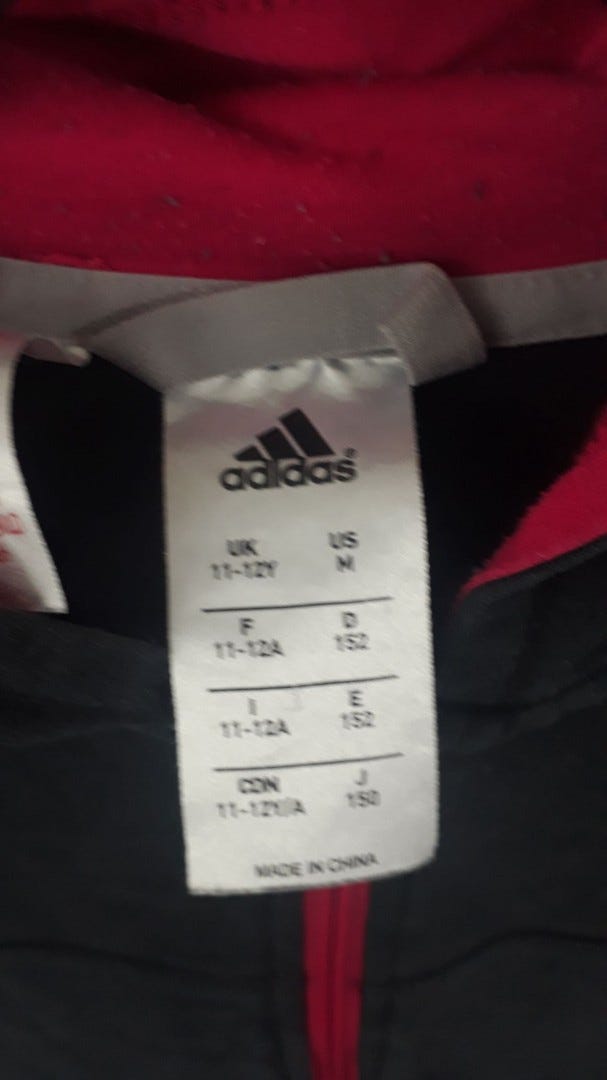 adidas
UK US
11-12Y M
F D
11-12A 152
I E
11-12A 152
CDN J
11-12Y/A 150
MADE IN CHINA